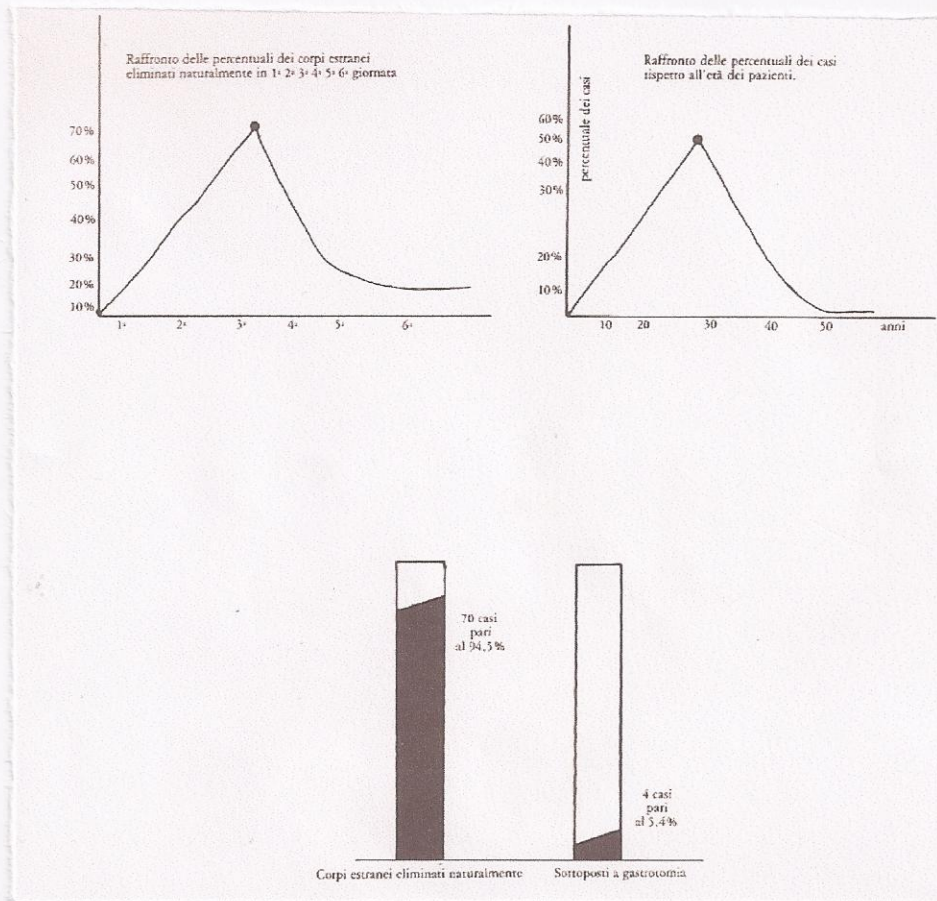 Raffronto delle percentuali dei corpi estranei
eliminati naturalmente in 1ª 2ª 3ª 4ª 5ª 6ª giornata
70%
60%
50%
40%
30%
20%
10%
1ª 2ª 3ª 4ª 5ª 6ª
Raffronto delle percentuali dei casi
rispetto all'età dei pazienti.
percentuale dei casi
60%
50%
40%
30%
20%
10%
10 20 30 40 50 anni
70 casi
pari
al 94,5%
4 casi
pari
al 5,4%
Corpi estranei eliminati naturalmente
Sottoposti a gastrotomia